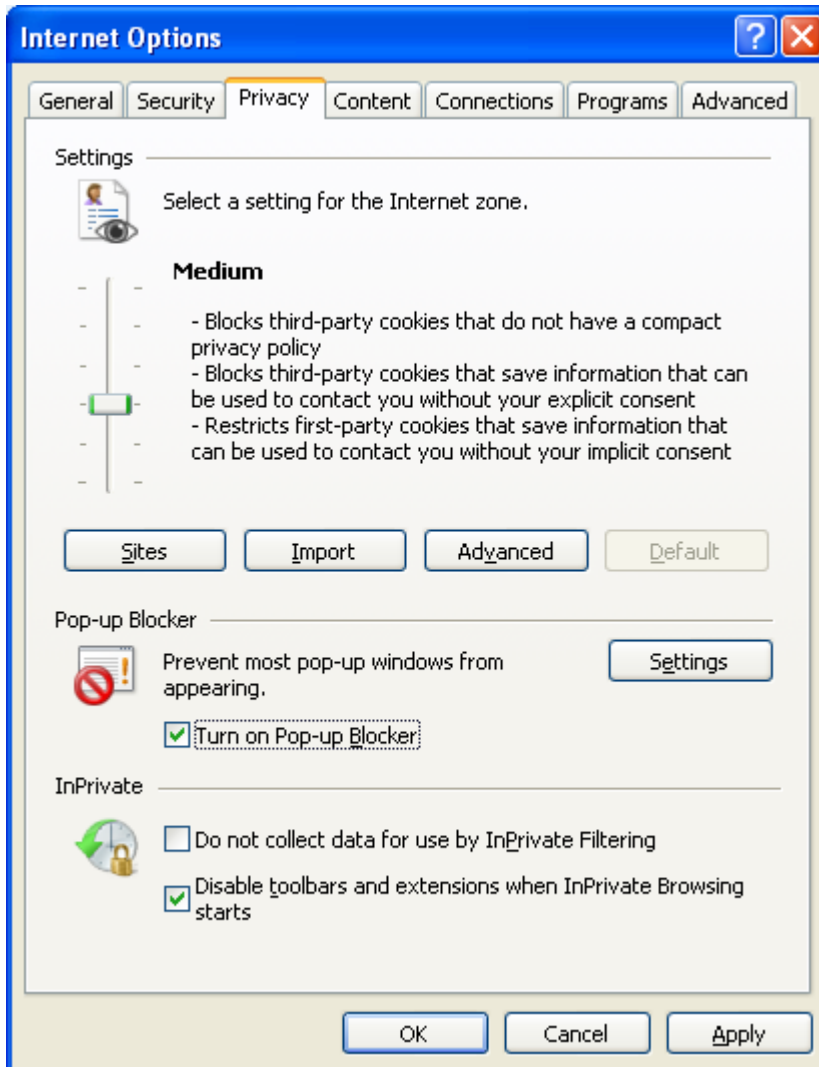 Internet Options
?
General Security Privacy Content Connections Programs Advanced
Settings
Select a setting for the Internet zone.
Medium
- Blocks third-party cookies that do not have a compact
privacy policy
- Blocks third-party cookies that save information that can
be used to contact you without your explicit consent
- Restricts first-party cookies that save information that
can be used to contact you without your implicit consent
Sites Import Advanced Default
Pop-up Blocker
Prevent most pop-up windows from
appearing.
Settings
Turn on Pop-up Blocker
InPrivate
Do not collect data for use by InPrivate Filtering
Disable toolbars and extensions when InPrivate Browsing
starts
OK Cancel Apply